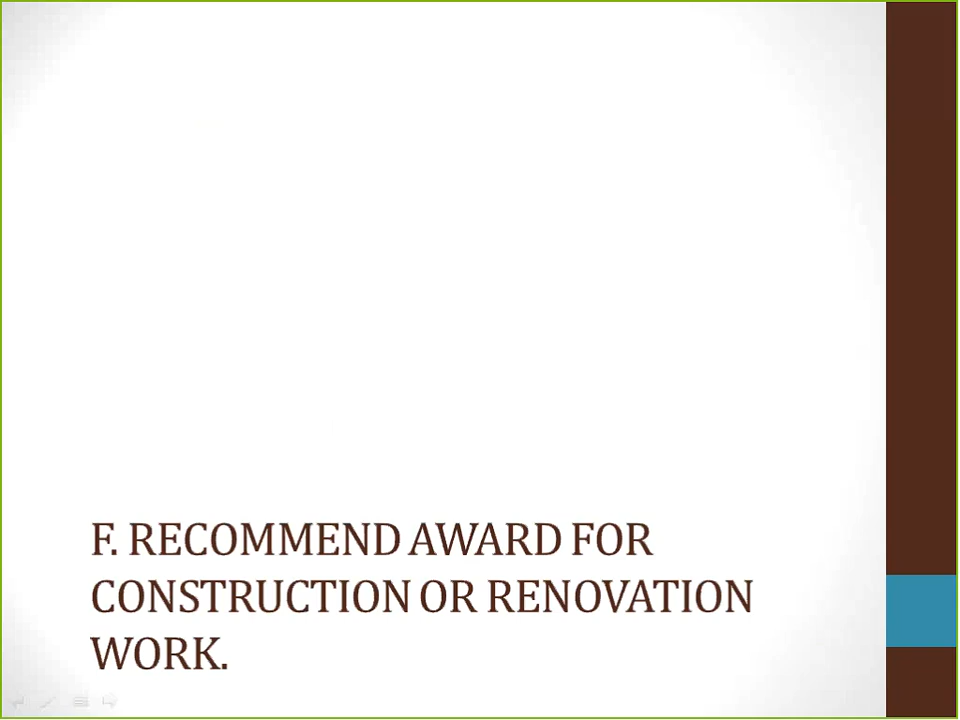 F. RECOMMEND AWARD FOR
CONSTRUCTION OR RENOVATION
WORK.